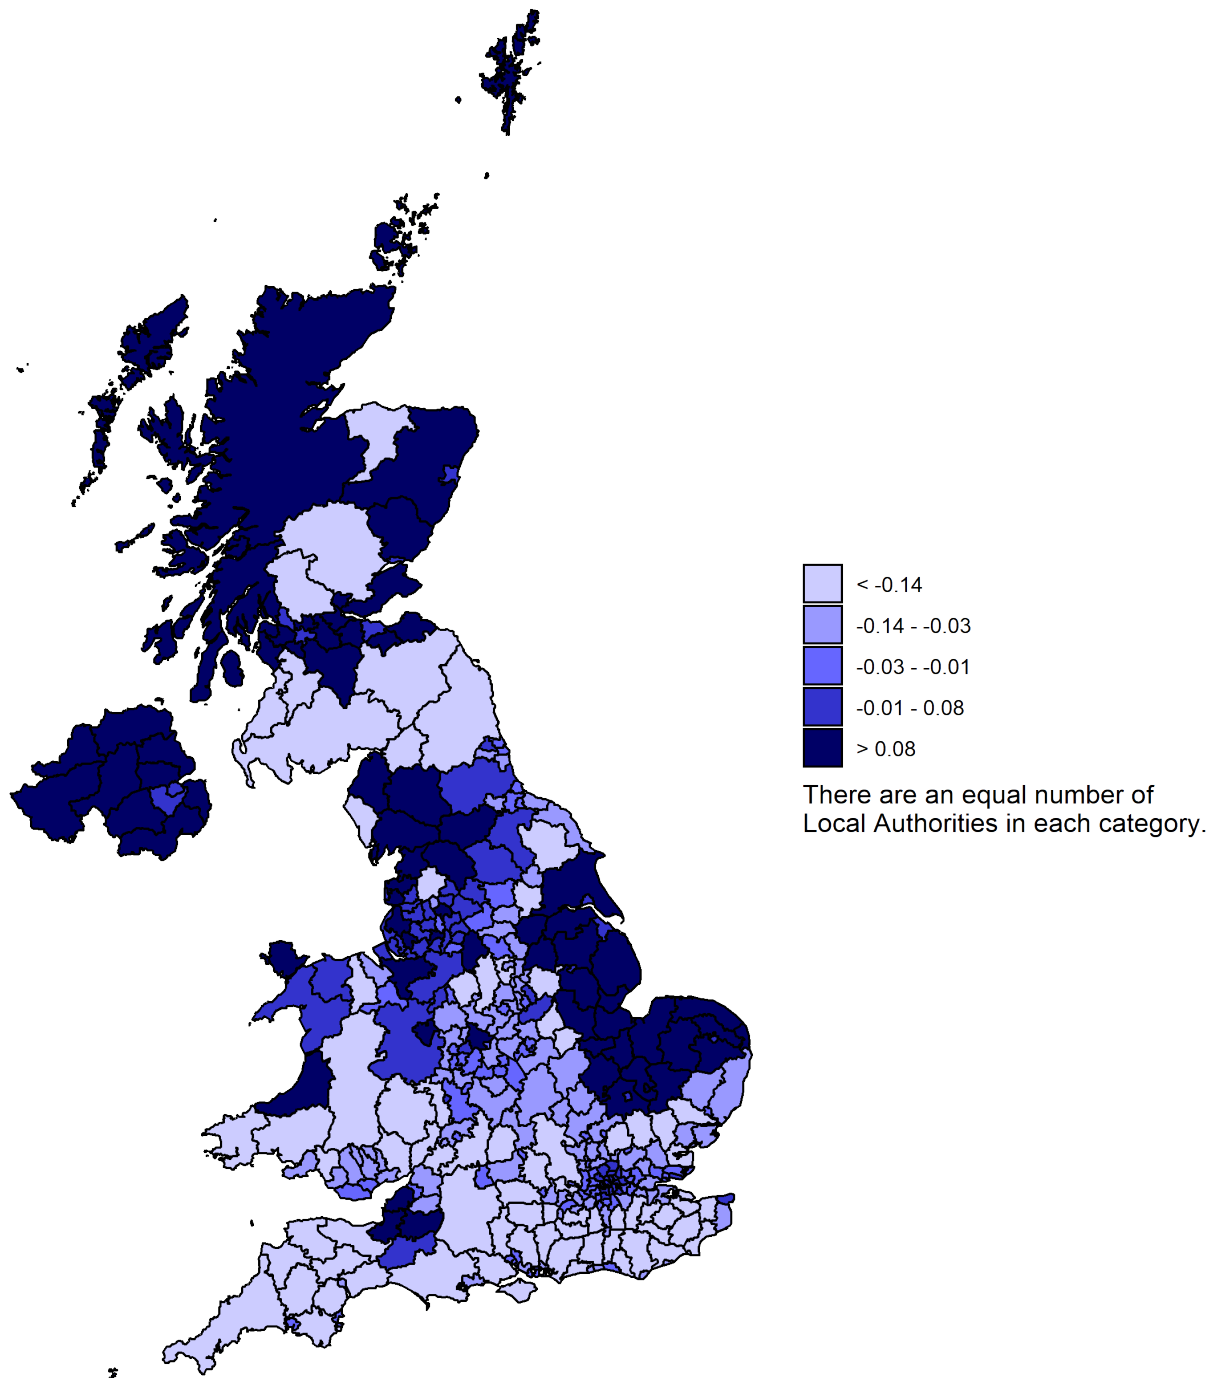 < -0.14
-0.14 - -0.03
-0.03 - -0.01
-0.01 - 0.08
> 0.08
There are an equal number of
Local Authorities in each category.